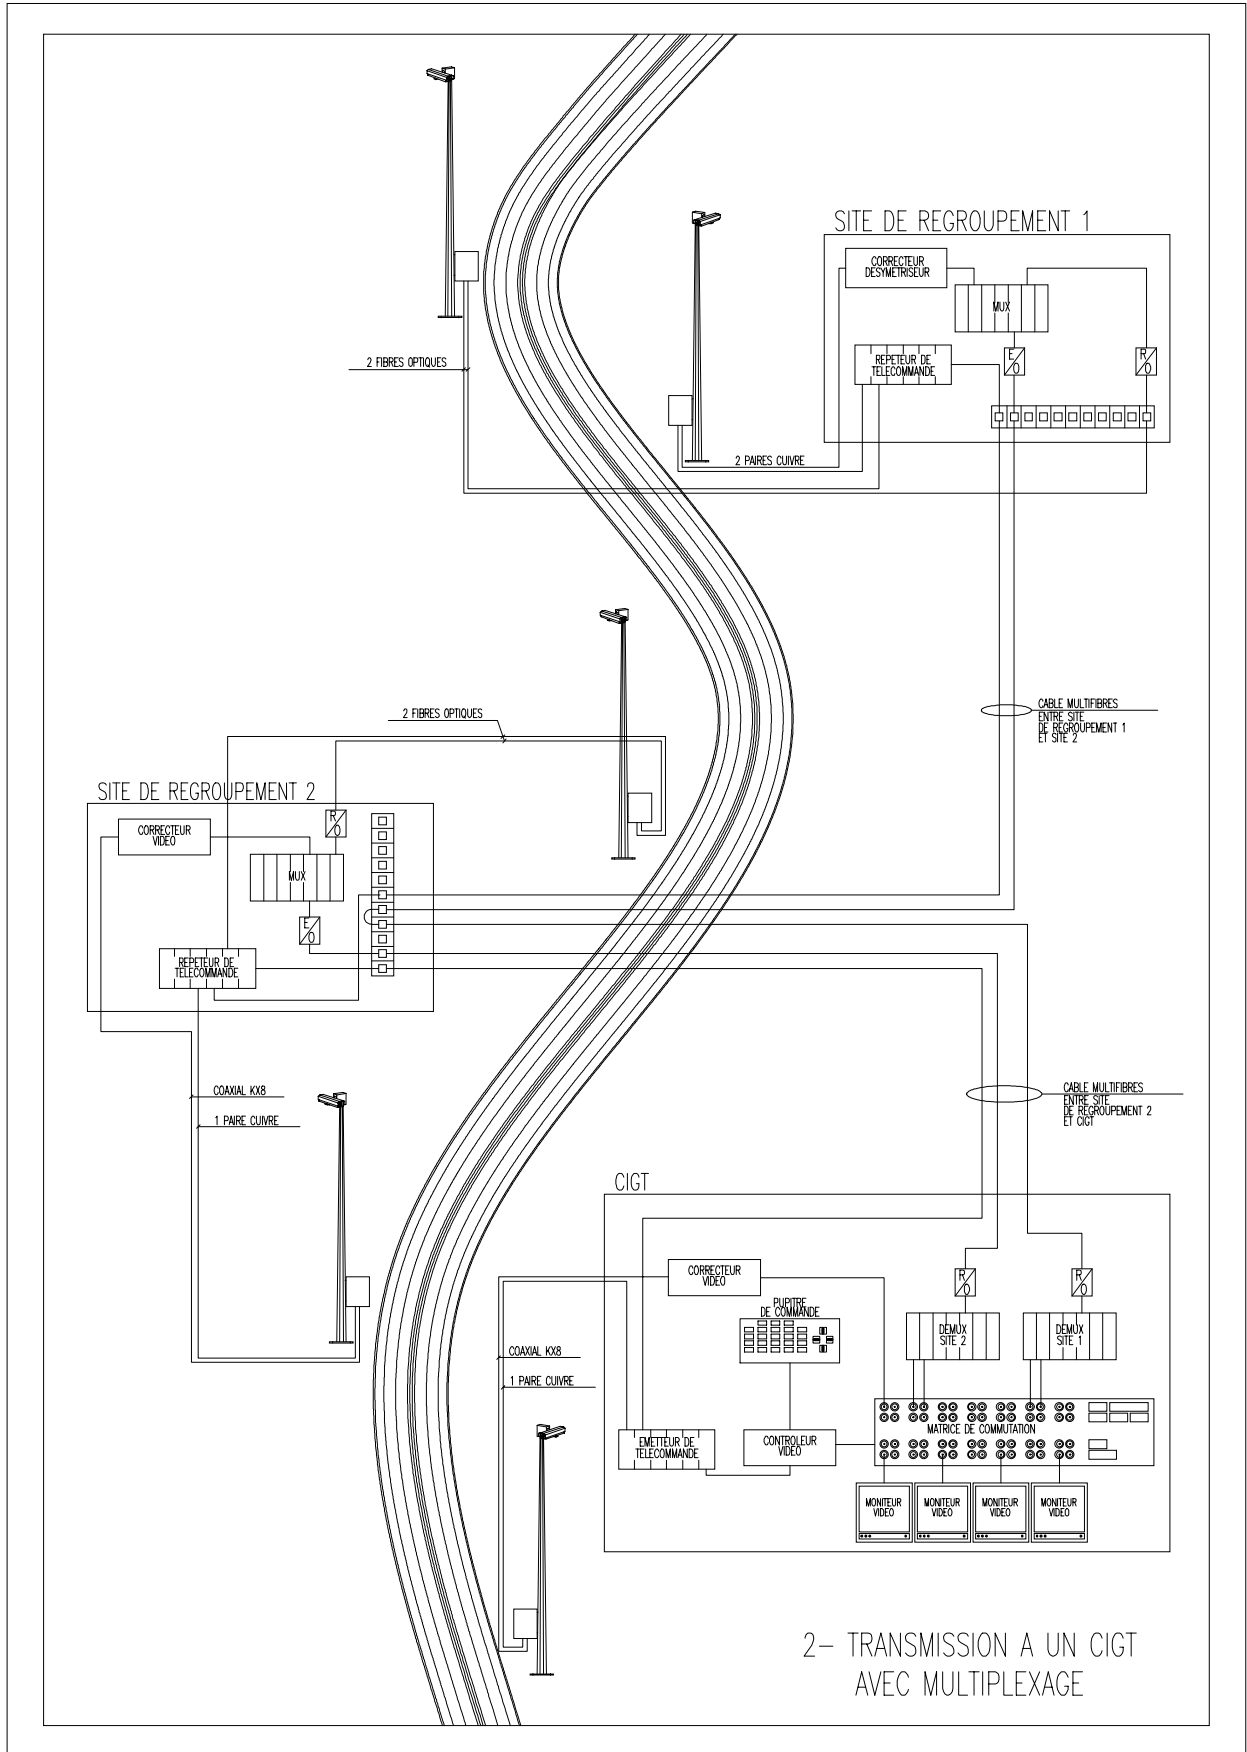 SITE DE REGROUPEMENT 1
CORRECTEUR
DESYMETRISEUR
MUX
REPETEUR DE
TELECOMMANDE
E
O
R
O
2 FIBRES OPTIQUES
2 PAIRES CUIVRE
CABLE MULTIFIBRES
ENTRE SITE
DE REGROUPEMENT 1
ET SITE 2
2 FIBRES OPTIQUES
SITE DE REGROUPEMENT 2
R
O
CORRECTEUR
VIDEO
MUX
E
O
REPETEUR DE
TELECOMMANDE
COAXIAL KX8
1 PAIRE CUIVRE
CABLE MULTIFIBRES
ENTRE SITE
DE REGROUPEMENT 2
ET CIGT
CIGT
CORRECTEUR
VIDEO
R
O
R
O
PUPITRE
DE COMMANDE
DEMUX
SITE 2
DEMUX
SITE 1
COAXIAL KX8
1 PAIRE CUIVRE
MATRICE DE COMMUTATION
EMETTEUR DE
TELECOMMANDE
CONTROLEUR
VIDEO
MONITEUR
VIDEO
MONITEUR
VIDEO
MONITEUR
VIDEO
MONITEUR
VIDEO
2- TRANSMISSION A UN CIGT
AVEC MULTIPLEXAGE